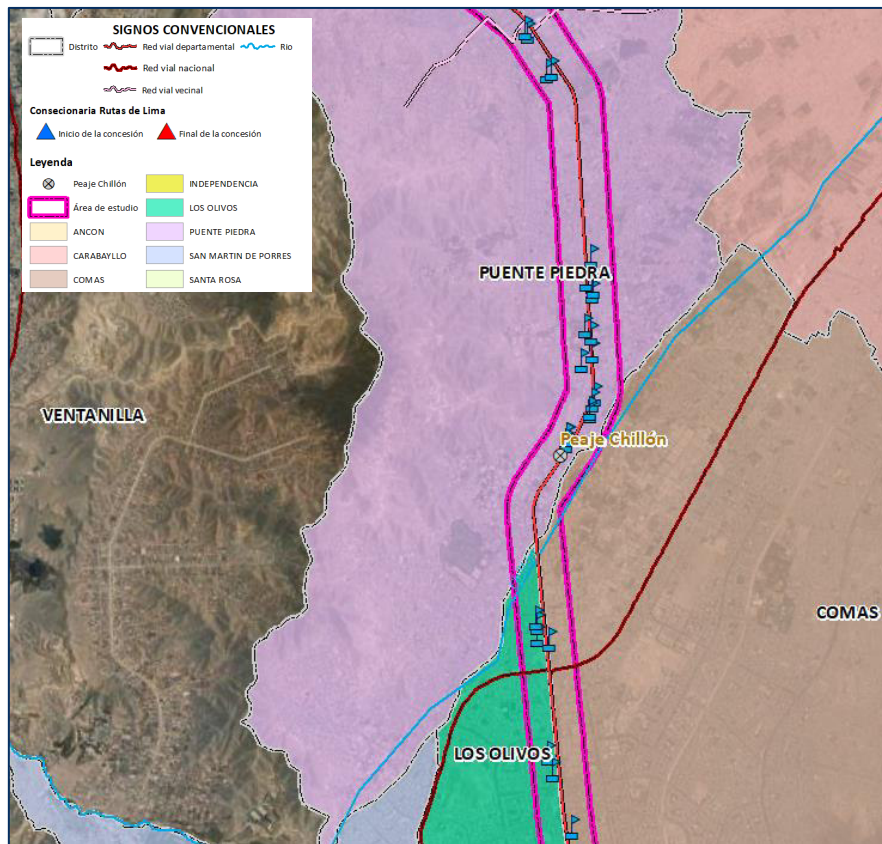 SIGNOS CONVENCIONALES
Distrito Red vial departamental Rio
Red vial nacional
Red vial vecinal
Consecionaria Rutas de Lima
Inicio de la concesión Final de la concesión
Leyenda
Peaje Chillón INDEPENDENCIA
Área de estudio LOS OLIVOS
ANCON PUENTE PIEDRA
CARABAYLLO SAN MARTIN DE PORRES
COMAS SANTA ROSA
PUENTE PIEDRA
VENTANILLA
Peaje Chillón
COMAS
LOS OLIVOS